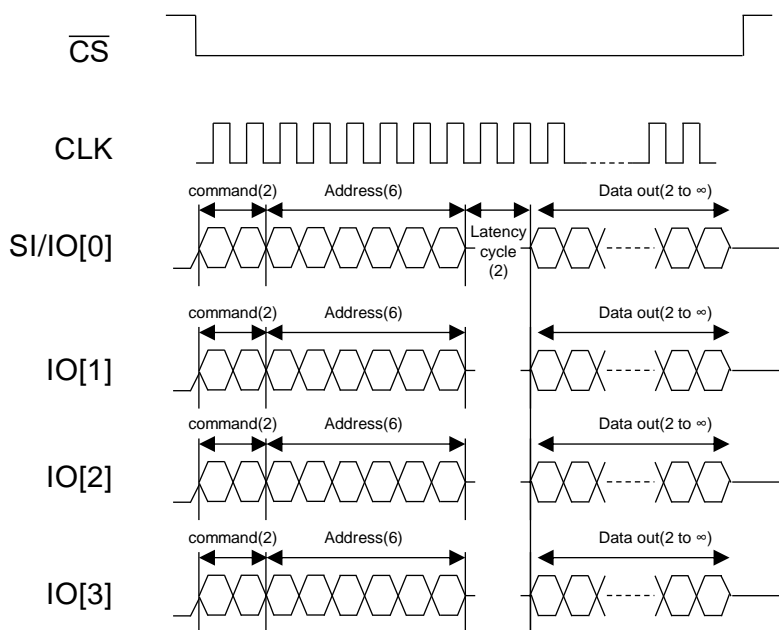 CS
CLK
command(2) Address(6) Data out(2 to ∞)
SI/IO[0]
Latency
cycle
(2)
command(2) Address(6) Data out(2 to ∞)
IO[1]
command(2) Address(6) Data out(2 to ∞)
IO[2]
command(2) Address(6) Data out(2 to ∞)
IO[3]